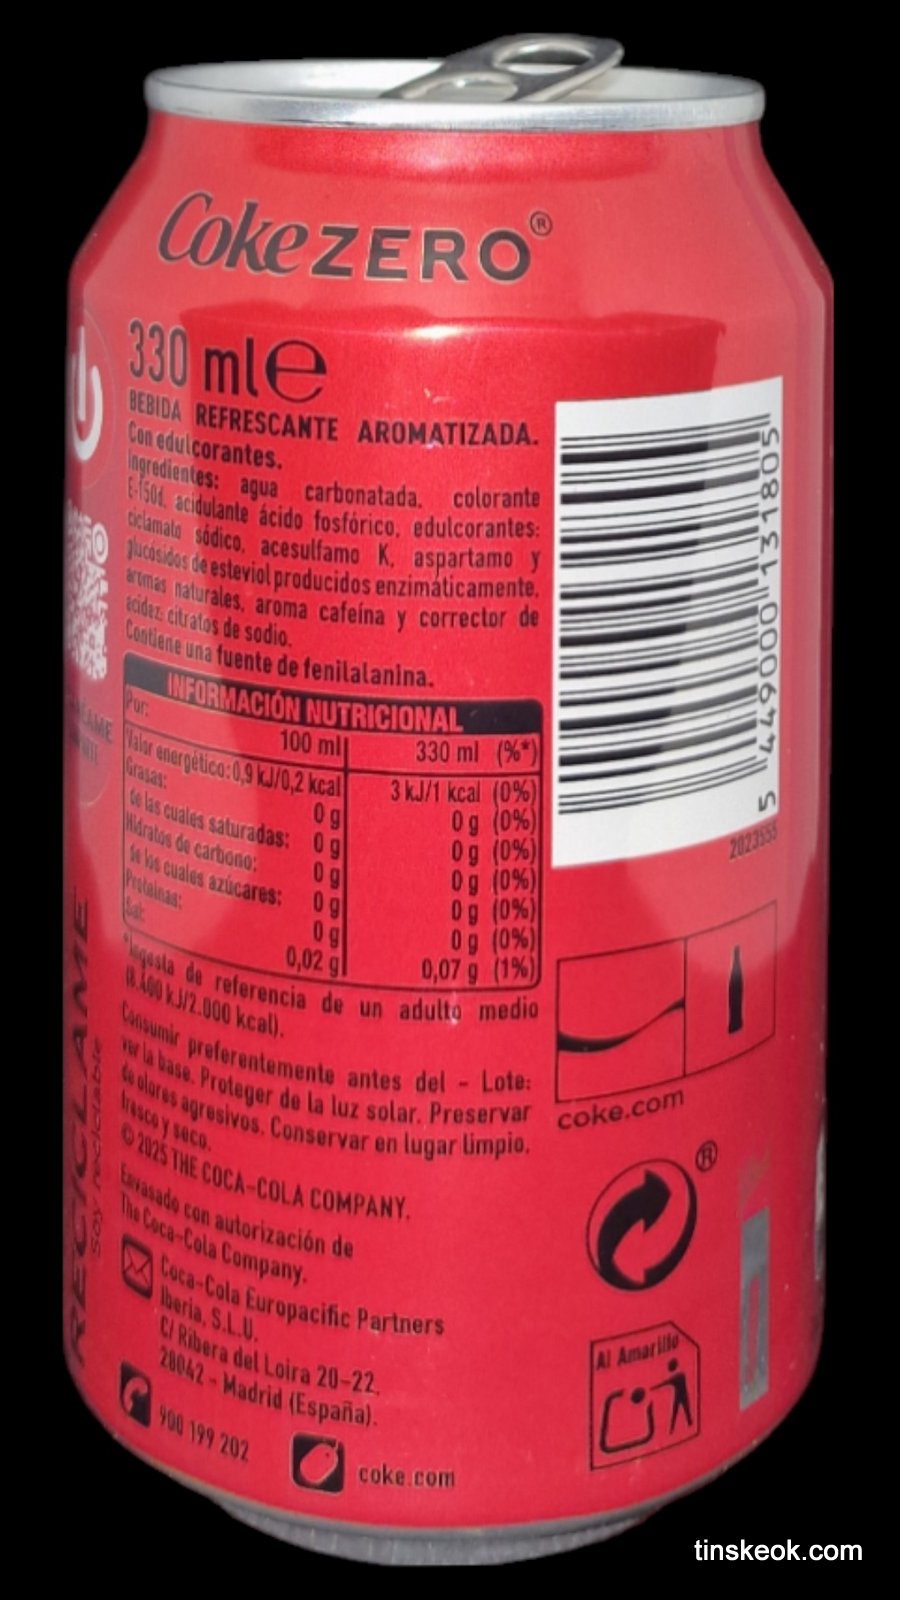 Coke ZERO®
330 ml e
BEBIDA REFRESCANTE AROMATIZADA.
Con edulcorantes.
Ingredientes: agua carbonatada, colorante
E-150d, acidulante ácido fosfórico, edulcorantes:
ciclamato sódico, acesulfamo K, aspartamo y
glucósidos de esteviol producidos enzimáticamente,
aromas naturales, aroma cafeína y corrector de
acidez: citratos de sodio.
Contiene una fuente de fenilalanina.
INFORMACIÓN NUTRICIONAL
Por: 100 ml 330 ml (%*)
Valor energético: 0,9 kJ/0,2 kcal 3 kJ/1 kcal (0%)
Grasas: 0 g 0 g (0%)
de las cuales saturadas: 0 g 0 g (0%)
Hidratos de carbono: 0 g 0 g (0%)
de los cuales azúcares: 0 g 0 g (0%)
Proteínas: 0 g 0 g (0%)
Sal: 0,02 g 0,07 g (1%)
*Ingesta de referencia de un adulto medio
(8.400 kJ/2.000 kcal).
Consumir preferentemente antes del - Lote:
ver la base. Proteger de la luz solar. Preservar
de olores agresivos. Conservar en lugar limpio,
fresco y seco.
© 2025 THE COCA-COLA COMPANY.
Envasado con autorización de
The Coca-Cola Company.
Coca-Cola Europacific Partners
Iberia, S.L.U.
C/ Ribera del Loira 20-22,
28042 - Madrid (España).
900 199 202
coke.com
5 449000 131805
2023555
coke.com
®
Al Amarillo
RECÍCLAME
Soy reciclable
tinskeok.com